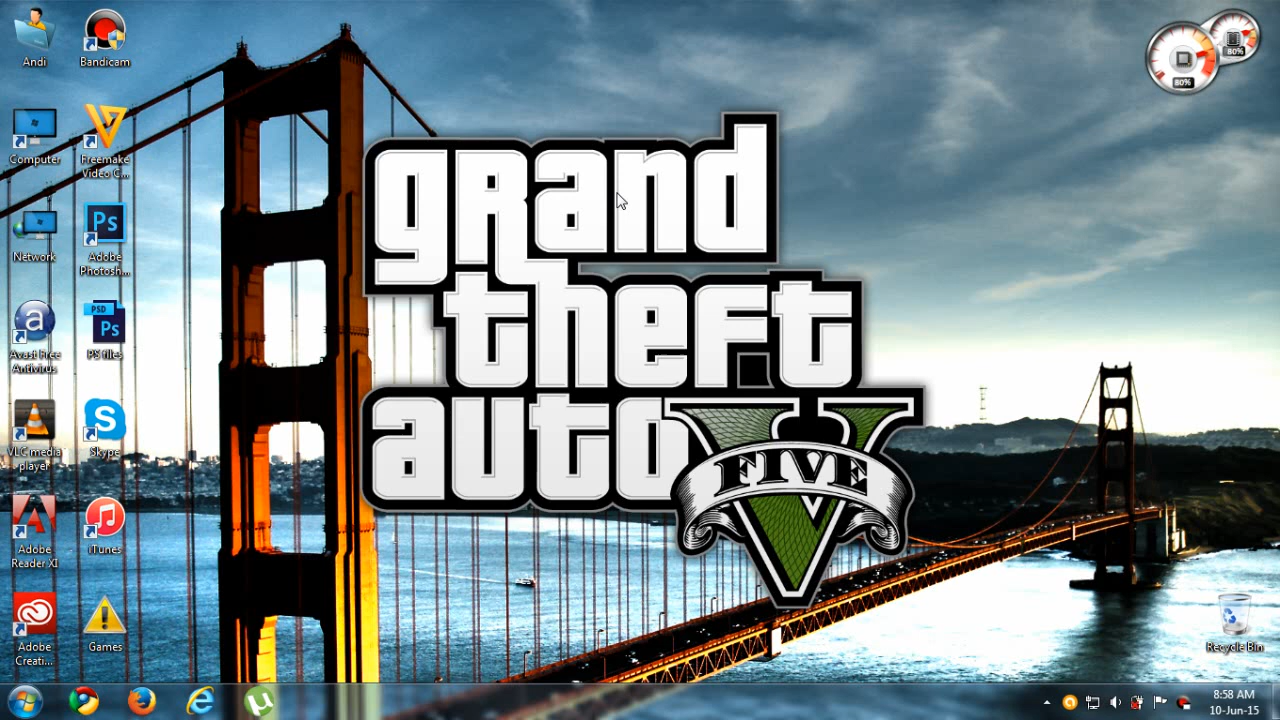 Andi
Bandicam
Computer
Freemake
Video C...
Network
Adobe
Photosh...
Ps
a
Avast Free
Antivirus
PSD
Ps
PS files
VLC media
player
S
Skype
Adobe
Reader XI
iTunes
Adobe
Creati...
Games
grand
theft
auto
V
FIVE
80%
80%
Recycle Bin
8:58 AM
10-Jun-15